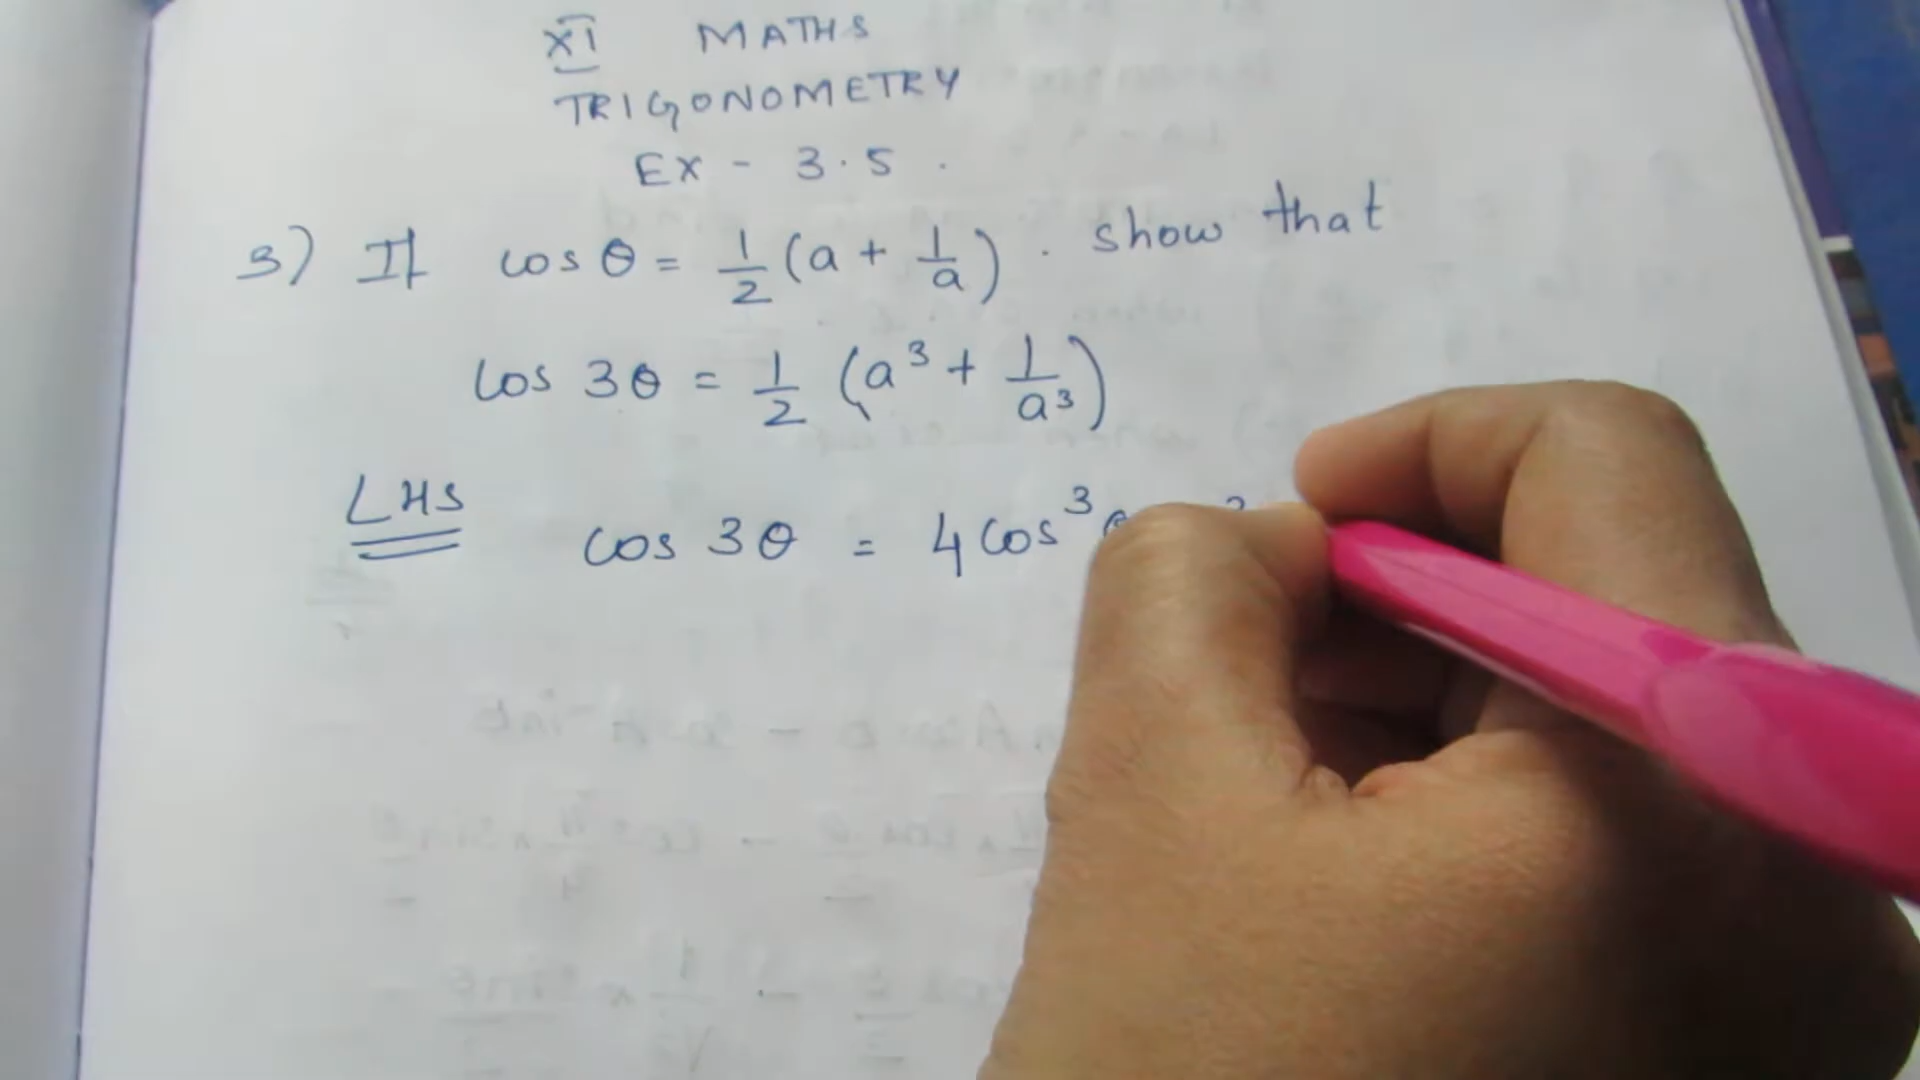 XI MATHS
TRIGONOMETRY
EX - 3.5.
3) If cos θ = 1/2 (a + 1/a). show that
cos 3θ = 1/2 (a³ + 1/a³)
LHS cos 3θ = 4 cos³